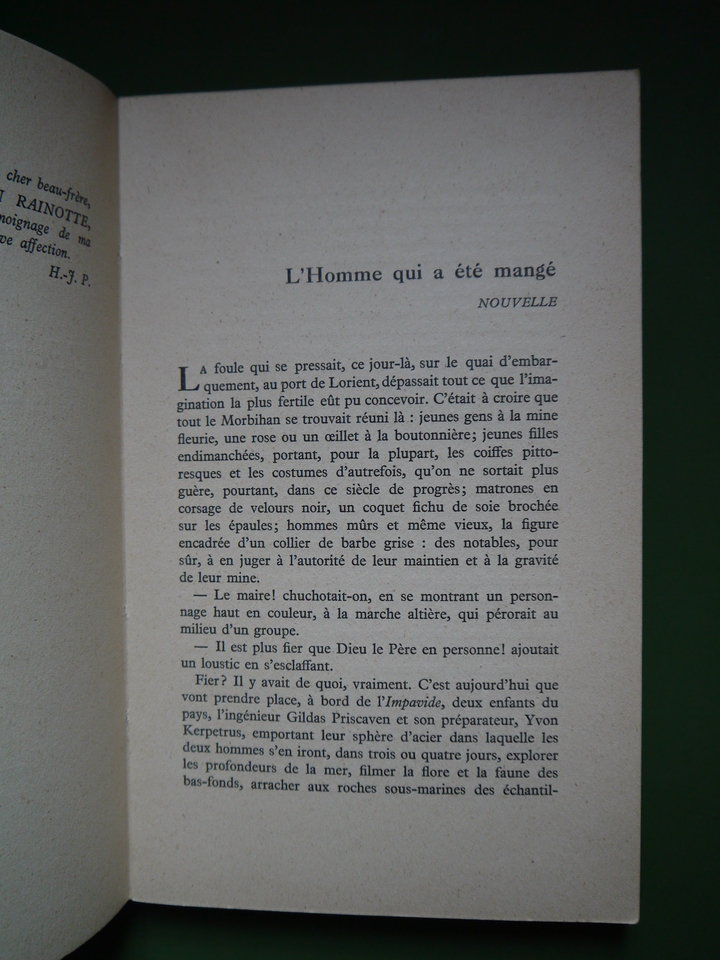 cher beau-frère,
RAINOTTE,
de ma
affection.
H.-J. P.
L'Homme qui a été mangé
NOUVELLE
LA foule qui se pressait, ce jour-là, sur le quai d'embar-
quement, au port de Lorient, dépassait tout ce que l'ima-
gination la plus fertile eût pu concevoir. C'était à croire que
tout le Morbihan se trouvait réuni là : jeunes gens à la mine
fleurie, une rose ou un œillet à la boutonnière; jeunes filles
endimanchées, portant, pour la plupart, les coiffes pitto-
resques et les costumes d'autrefois, qu'on ne sortait plus
guère, pourtant, dans ce siècle de progrès; matrones en
corsage de velours noir, un coquet fichu de soie brochée
sur les épaules; hommes mûrs et même vieux, la figure
encadrée d'un collier de barbe grise : des notables, pour
sûr, à en juger à l'autorité de leur maintien et à la gravité
de leur mine.
— Le maire! chuchotait-on, en se montrant un person-
nage haut en couleur, à la marche altière, qui pérorait au
milieu d'un groupe.
— Il est plus fier que Dieu le Père en personne! ajoutait
un loustic en s'esclaffant.
Fier? Il y avait de quoi, vraiment. C'est aujourd'hui que
vont prendre place, à bord de l'Impavide, deux enfants du
pays, l'ingénieur Gildas Priscaven et son préparateur, Yvon
Kerpetrus, emportant leur sphère d'acier dans laquelle les
deux hommes s'en iront, dans trois ou quatre jours, explorer
les profondeurs de la mer, filmer la flore et la faune des
bas-fonds, arracher aux roches sous-marines des échantil-